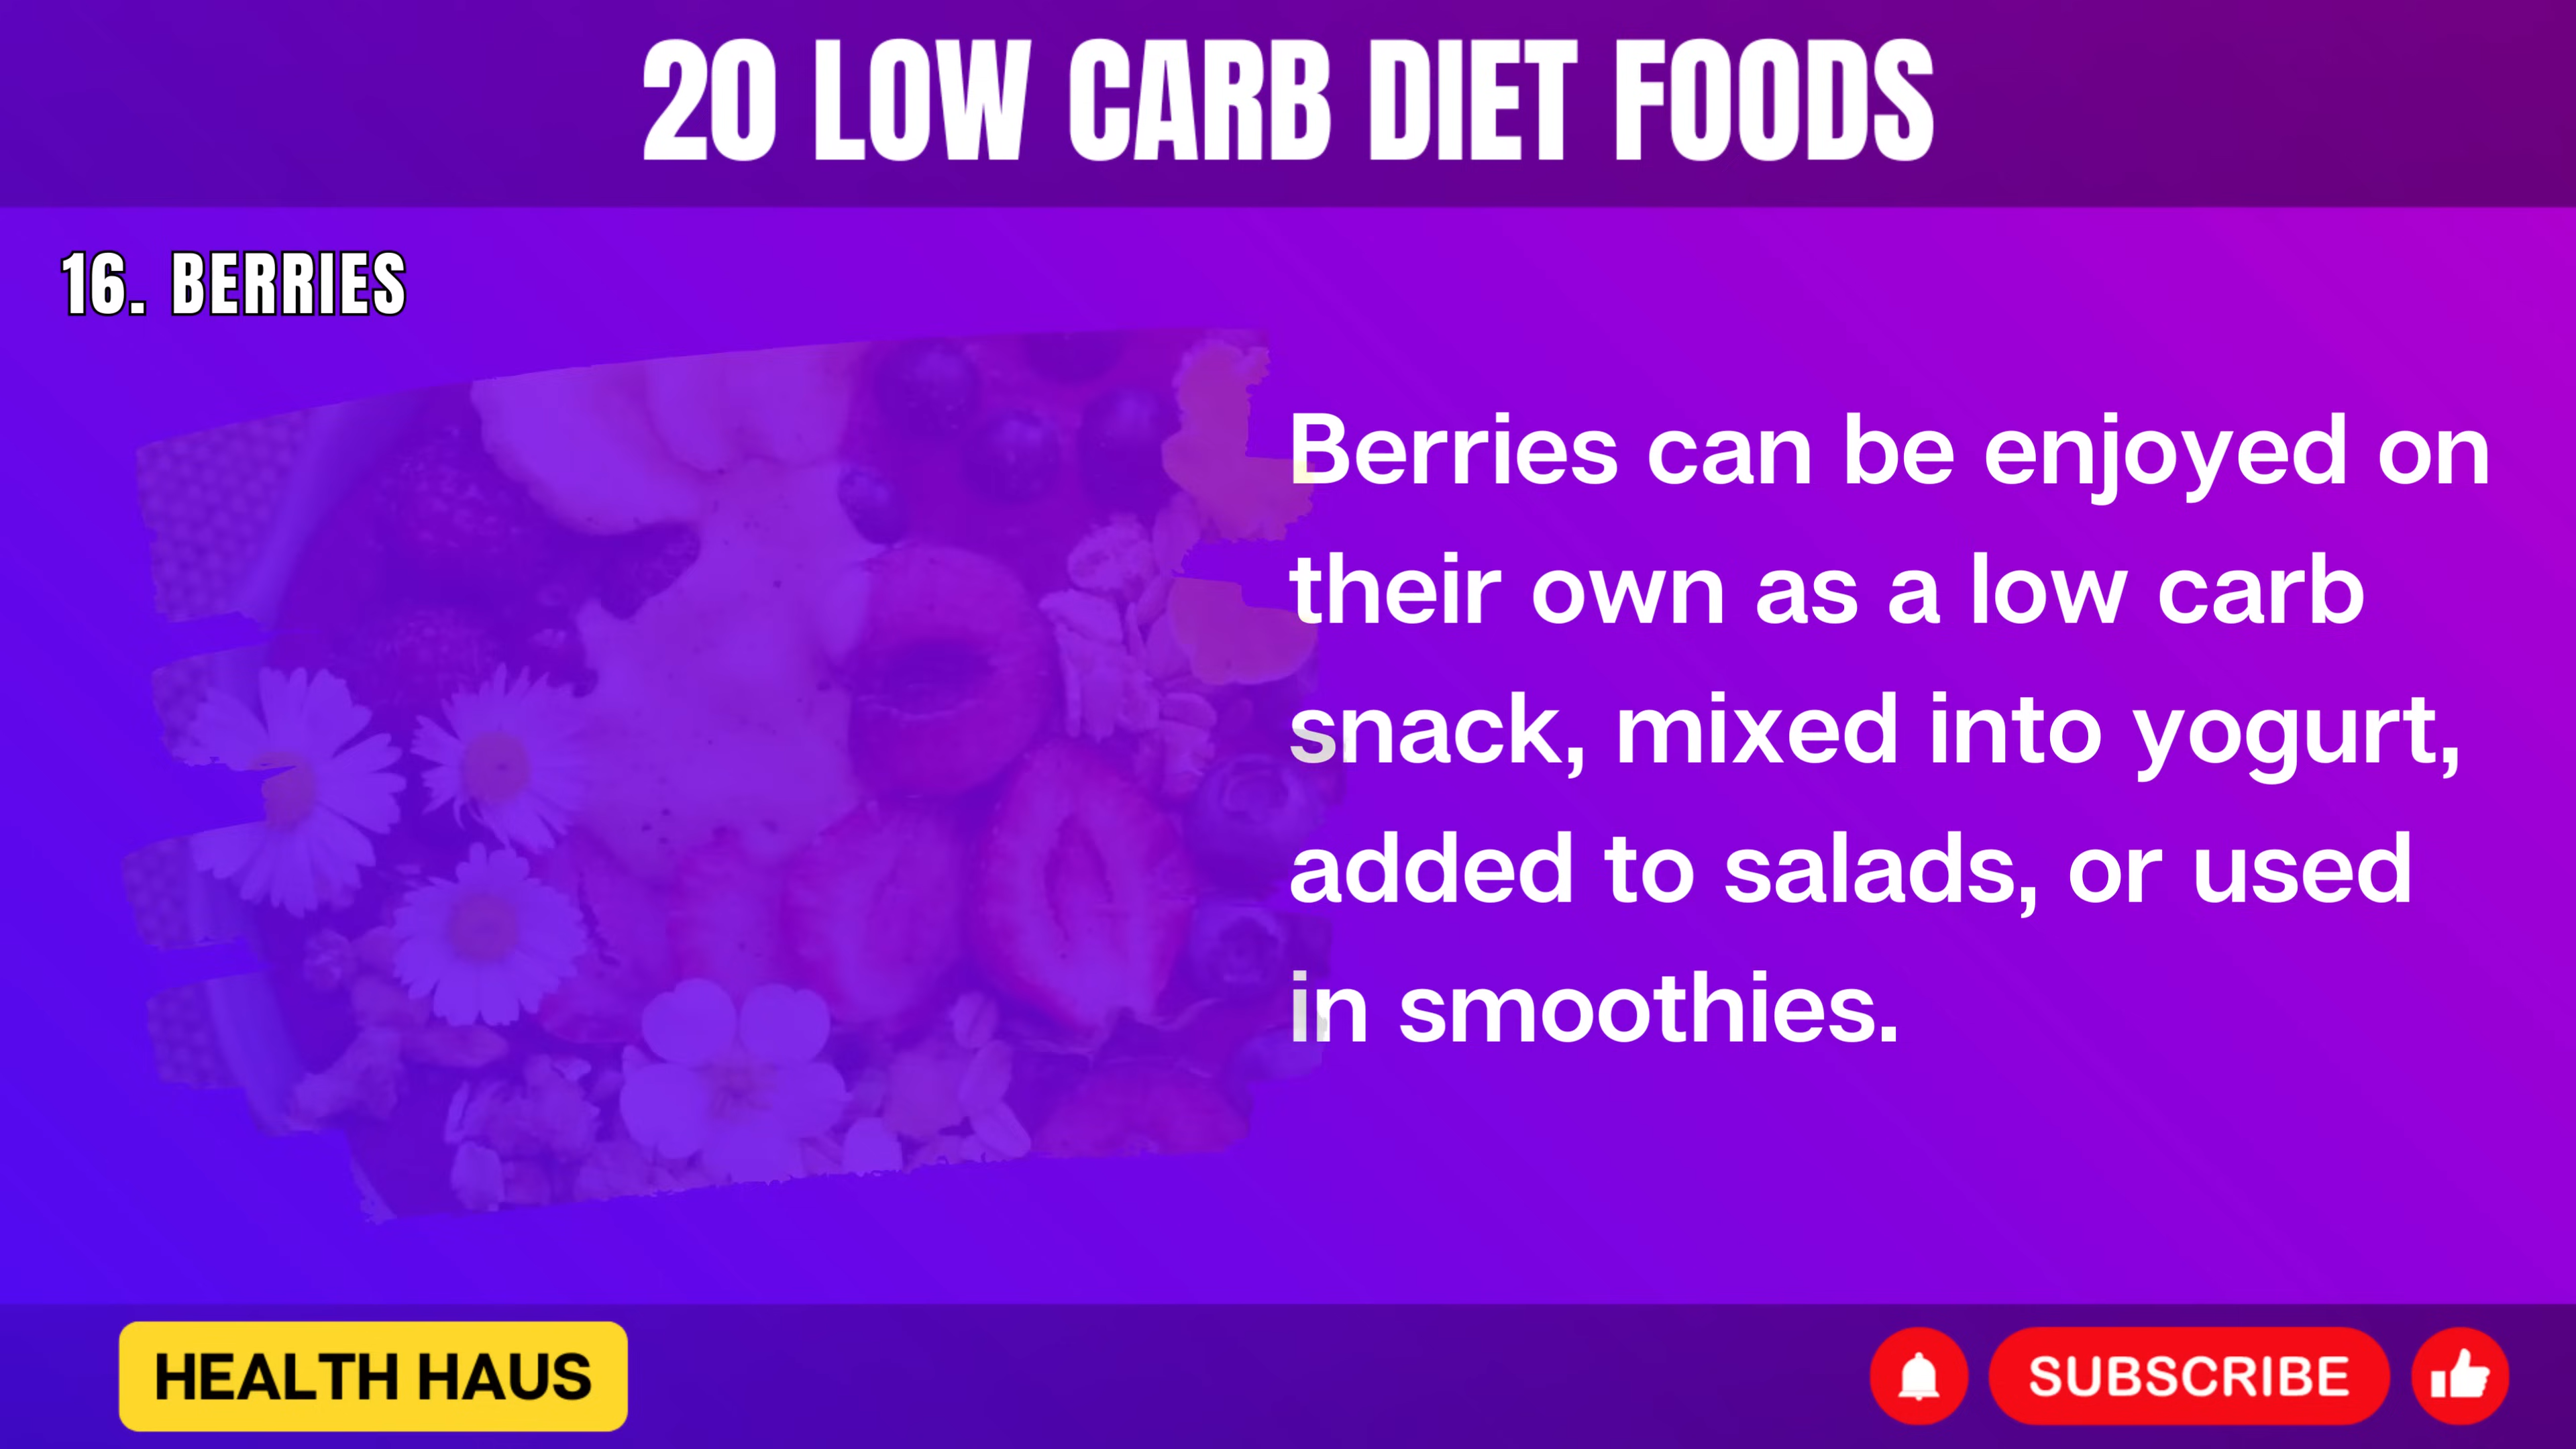 20 LOW CARB DIET FOODS
16. BERRIES
Berries can be enjoyed on
their own as a low carb
snack, mixed into yogurt,
added to salads, or used
in smoothies.
HEALTH HAUS
SUBSCRIBE